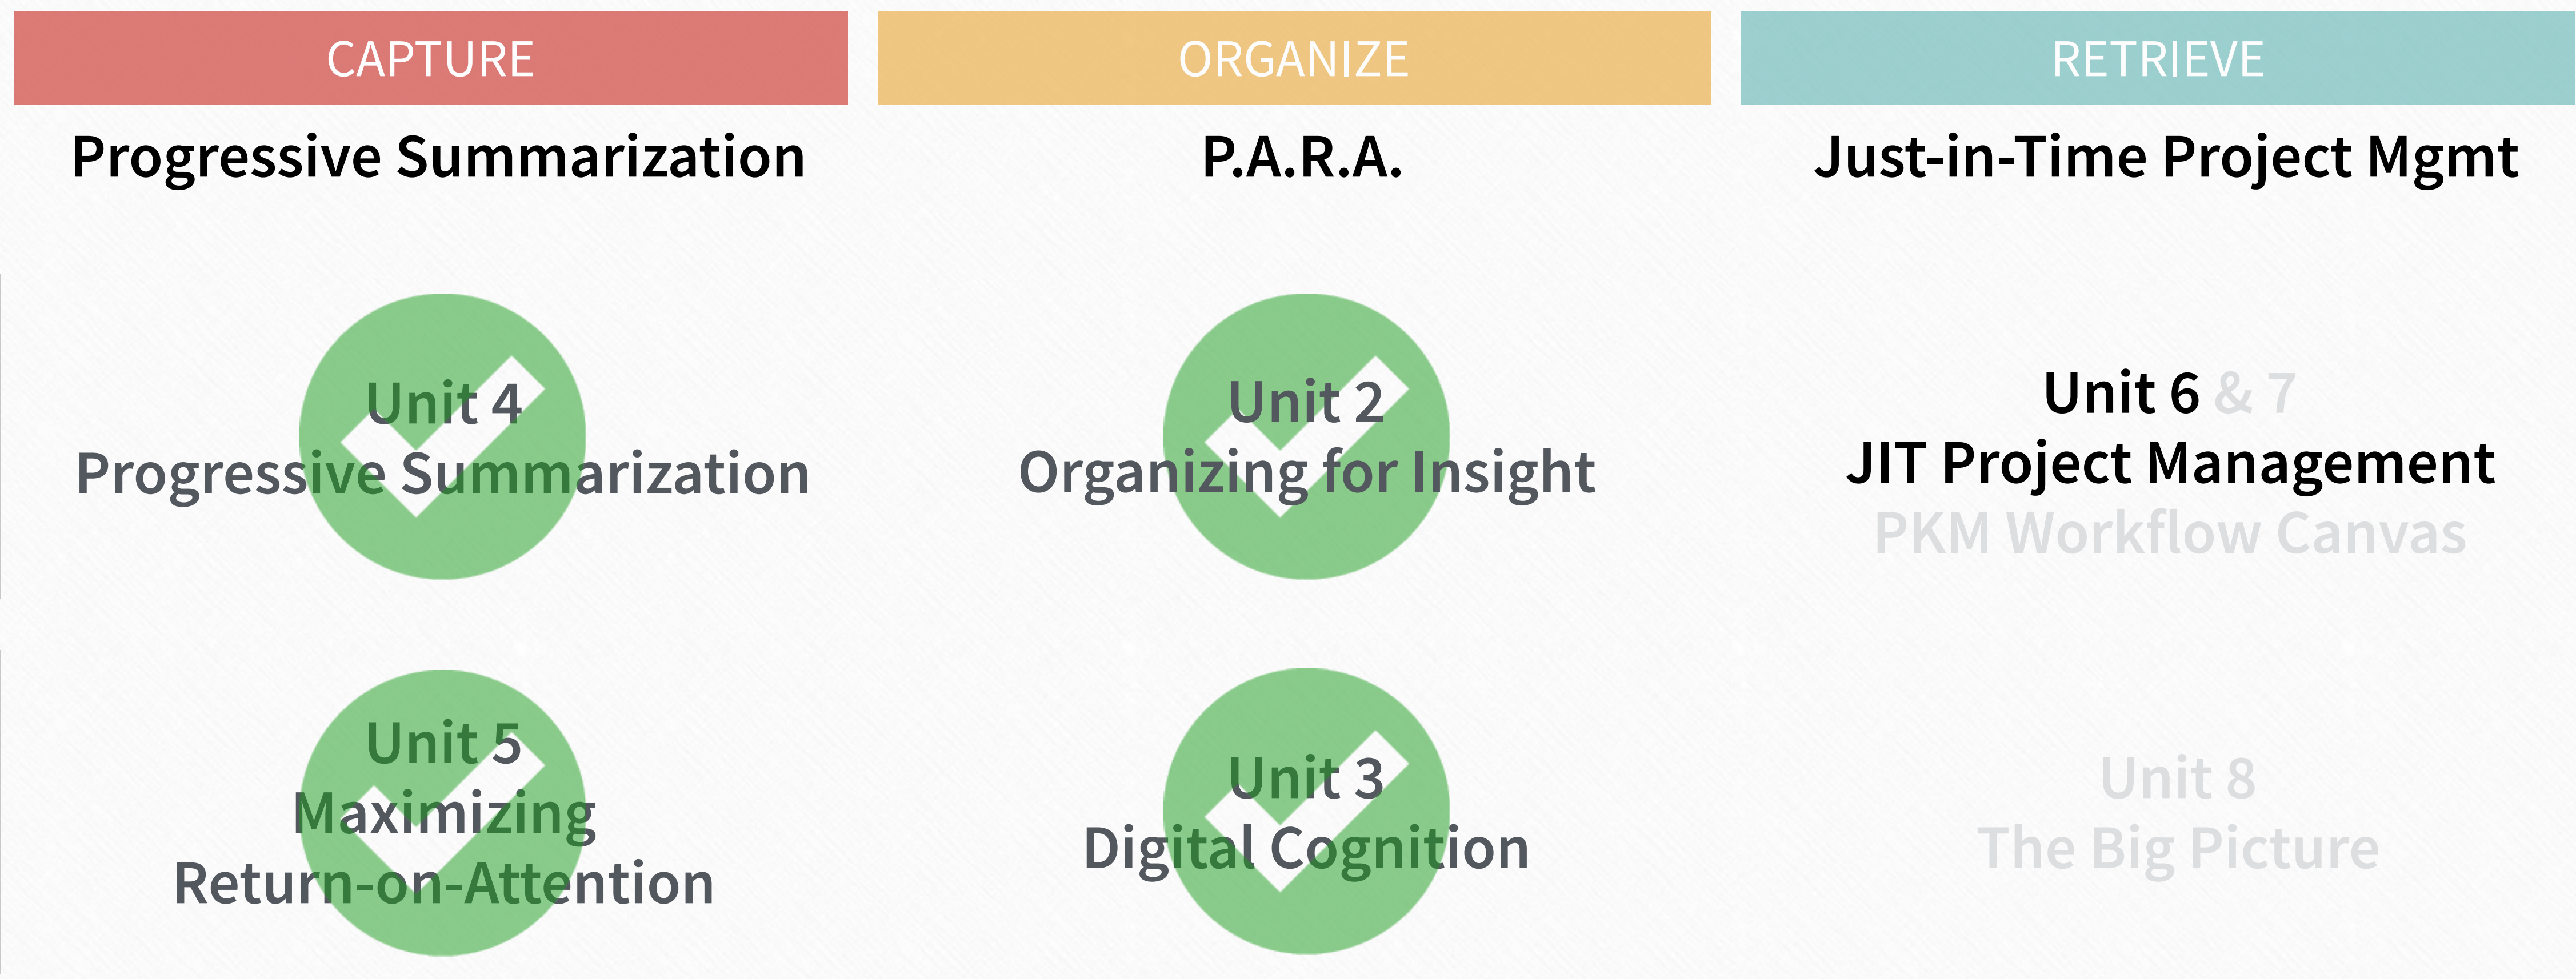 CAPTURE
ORGANIZE
RETRIEVE
Progressive Summarization
P.A.R.A.
Just-in-Time Project Mgmt
Unit 4
Progressive Summarization
Unit 2
Organizing for Insight
Unit 6 & 7
JIT Project Management
PKM Workflow Canvas
Unit 5
Maximizing
Return-on-Attention
Unit 3
Digital Cognition
Unit 8
The Big Picture